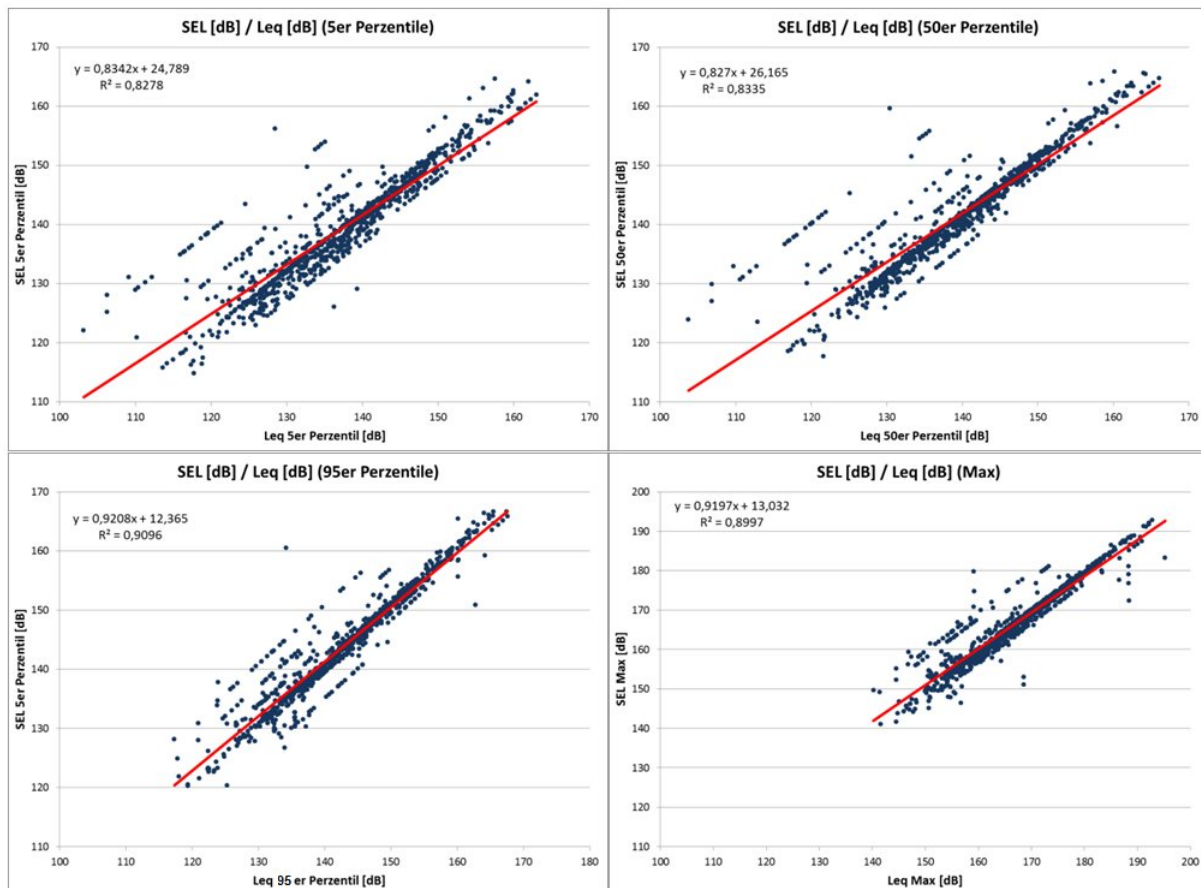 SEL [dB] / Leq [dB] (5er Perzentile)
170
y = 0,8342x + 24,789
R² = 0,8278
160
150
140
130
120
110
SEL 5er Perzentil [dB]
100 110 120 130 140 150 160 170
Leq 5er Perzentil [dB]
SEL [dB] / Leq [dB] (50er Perzentile)
170
y = 0,827x + 26,165
R² = 0,8335
160
150
140
130
120
110
SEL 50er Perzentil [dB]
100 110 120 130 140 150 160 170
Leq 50er Perzentil [dB]
SEL [dB] / Leq [dB] (95er Perzentile)
170
y = 0,9208x + 12,365
R² = 0,9096
160
150
140
130
120
110
SEL 5er Perzentil [dB]
100 110 120 130 140 150 160 170 180
Leq 95 er Perzentil [dB]
SEL [dB] / Leq [dB] (Max)
200
y = 0,9197x + 13,032
R² = 0,8997
190
180
170
160
150
140
130
120
110
SEL Max [dB]
100 110 120 130 140 150 160 170 180 190 200
Leq Max [dB]